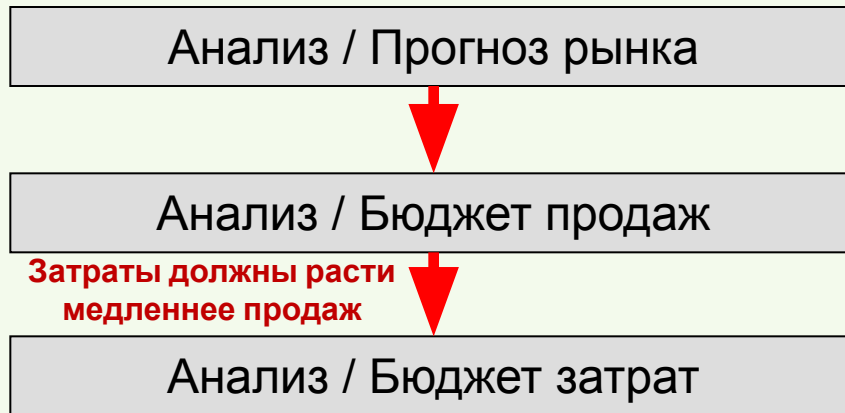 Анализ / Прогноз рынка
Анализ / Бюджет продаж
Затраты должны расти
медленнее продаж
Анализ / Бюджет затрат